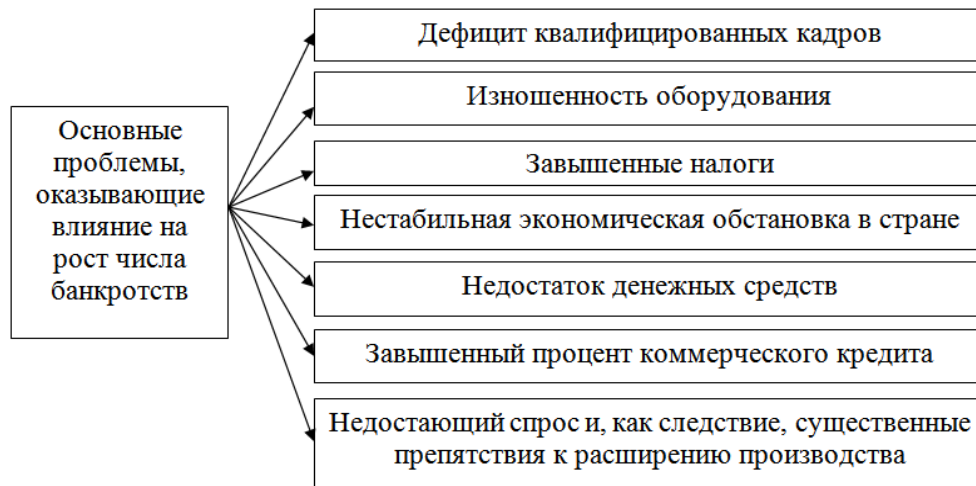 Основные
проблемы,
оказывающие
влияние на
рост числа
банкротств
Дефицит квалифицированных кадров
Изношенность оборудования
Завышенные налоги
Нестабильная экономическая обстановка в стране
Недостаток денежных средств
Завышенный процент коммерческого кредита
Недостающий спрос и, как следствие, существенные
препятствия к расширению производства